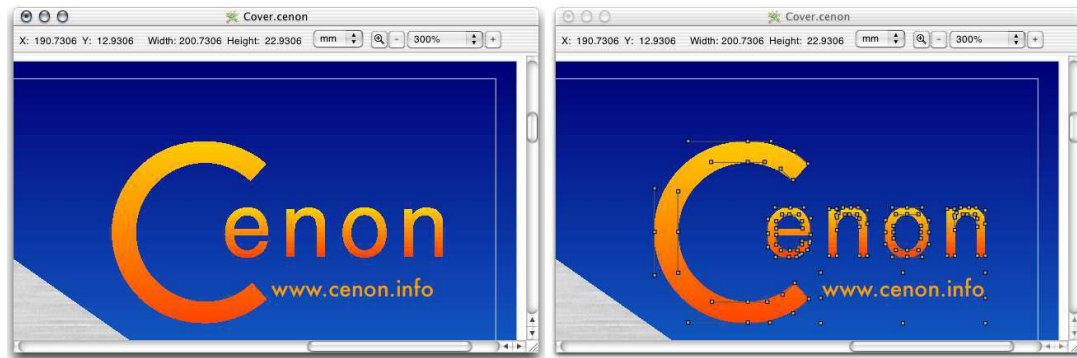 Cover.cenon
X: 190.7306 Y: 12.9306 Width: 200.7306 Height: 22.9306 mm - 300% +
Cenon
www.cenon.info
Cover.cenon
X: 190.7306 Y: 12.9306 Width: 200.7306 Height: 22.9306 mm - 300% +
Cenon
www.cenon.info